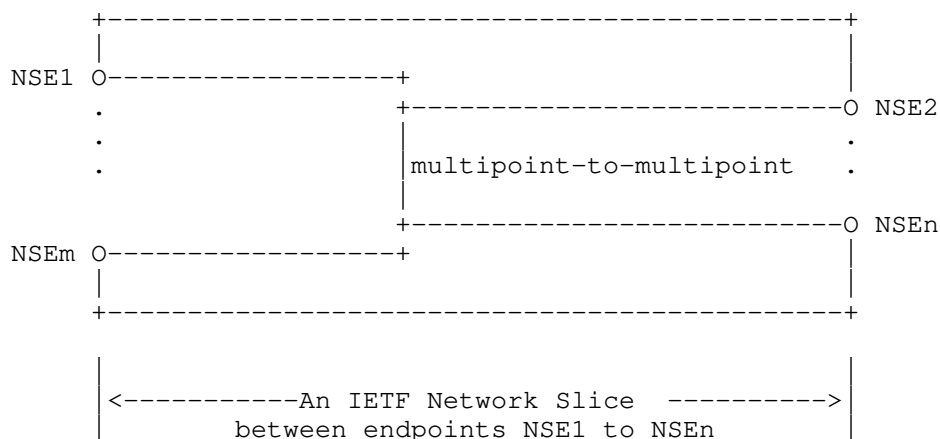 NSE1
NSE2
multipoint-to-multipoint
NSEn
NSEm
An IETF Network Slice
between endpoints NSE1 to NSEn